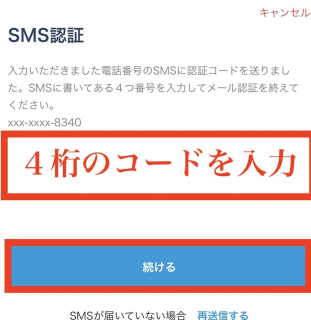 キャンセル
SMS認証
入力いただきました電話番号のSMSに認証コードを送りまし
た。SMSに書いてある４つ番号を入力してメール認証を終えて
ください。
xxx-xxxx-8340
４桁のコードを入力
続ける
SMSが届いていない場合 再送信する